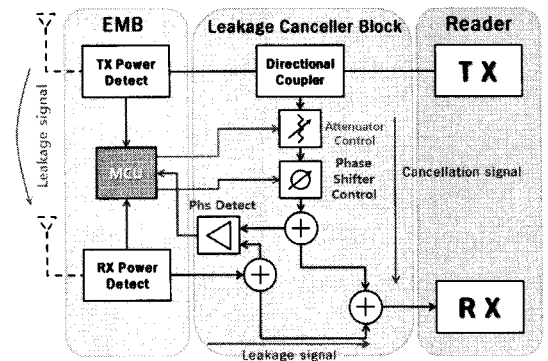 EMB
Leakage Canceller Block
Reader
TX Power
Detect
Directional
Coupler
TX
Attenuator
Control
MCU
Phase
Shifter
Control
Cancellation signal
Leakage signal
Phs Detect
RX Power
Detect
RX
Leakage signal